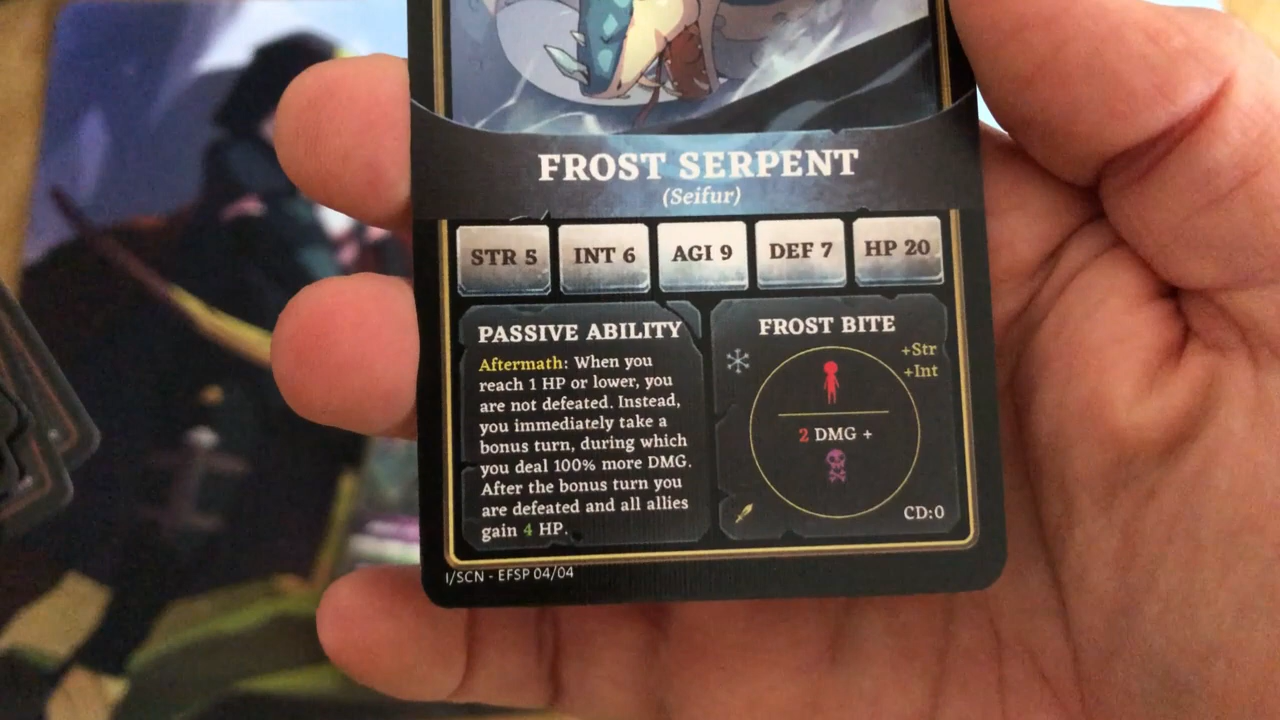 FROST SERPENT
(Seifur)
STR 5 INT 6 AGI 9 DEF 7 HP 20
PASSIVE ABILITY
Aftermath: When you
reach 1 HP or lower, you
are not defeated. Instead,
you immediately take a
bonus turn, during which
you deal 100% more DMG.
After the bonus turn you
are defeated and all allies
gain 4 HP.
FROST BITE
+Str
+Int
2 DMG +
CD:0
I/SCN - EFSP 04/04